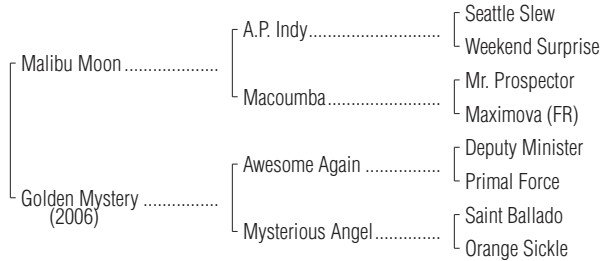 Seattle Slew
A.P. Indy............................
Weekend Surprise
Malibu Moon ....................
Mr. Prospector
Macoumba........................
Maximova (FR)
Deputy Minister
Awesome Again ................
Primal Force
Golden Mystery ................
(2006)
Saint Ballado
Mysterious Angel..............
Orange Sickle